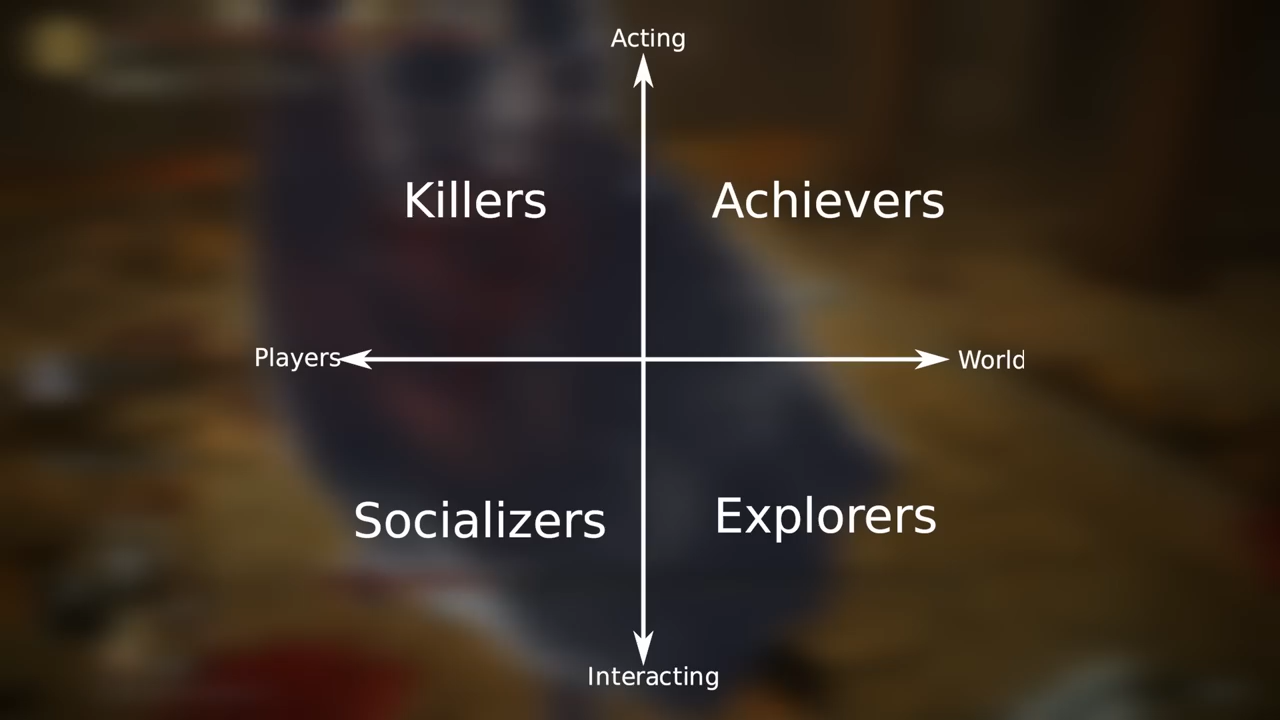 Acting
Killers
Achievers
Players
World
Socializers
Explorers
Interacting